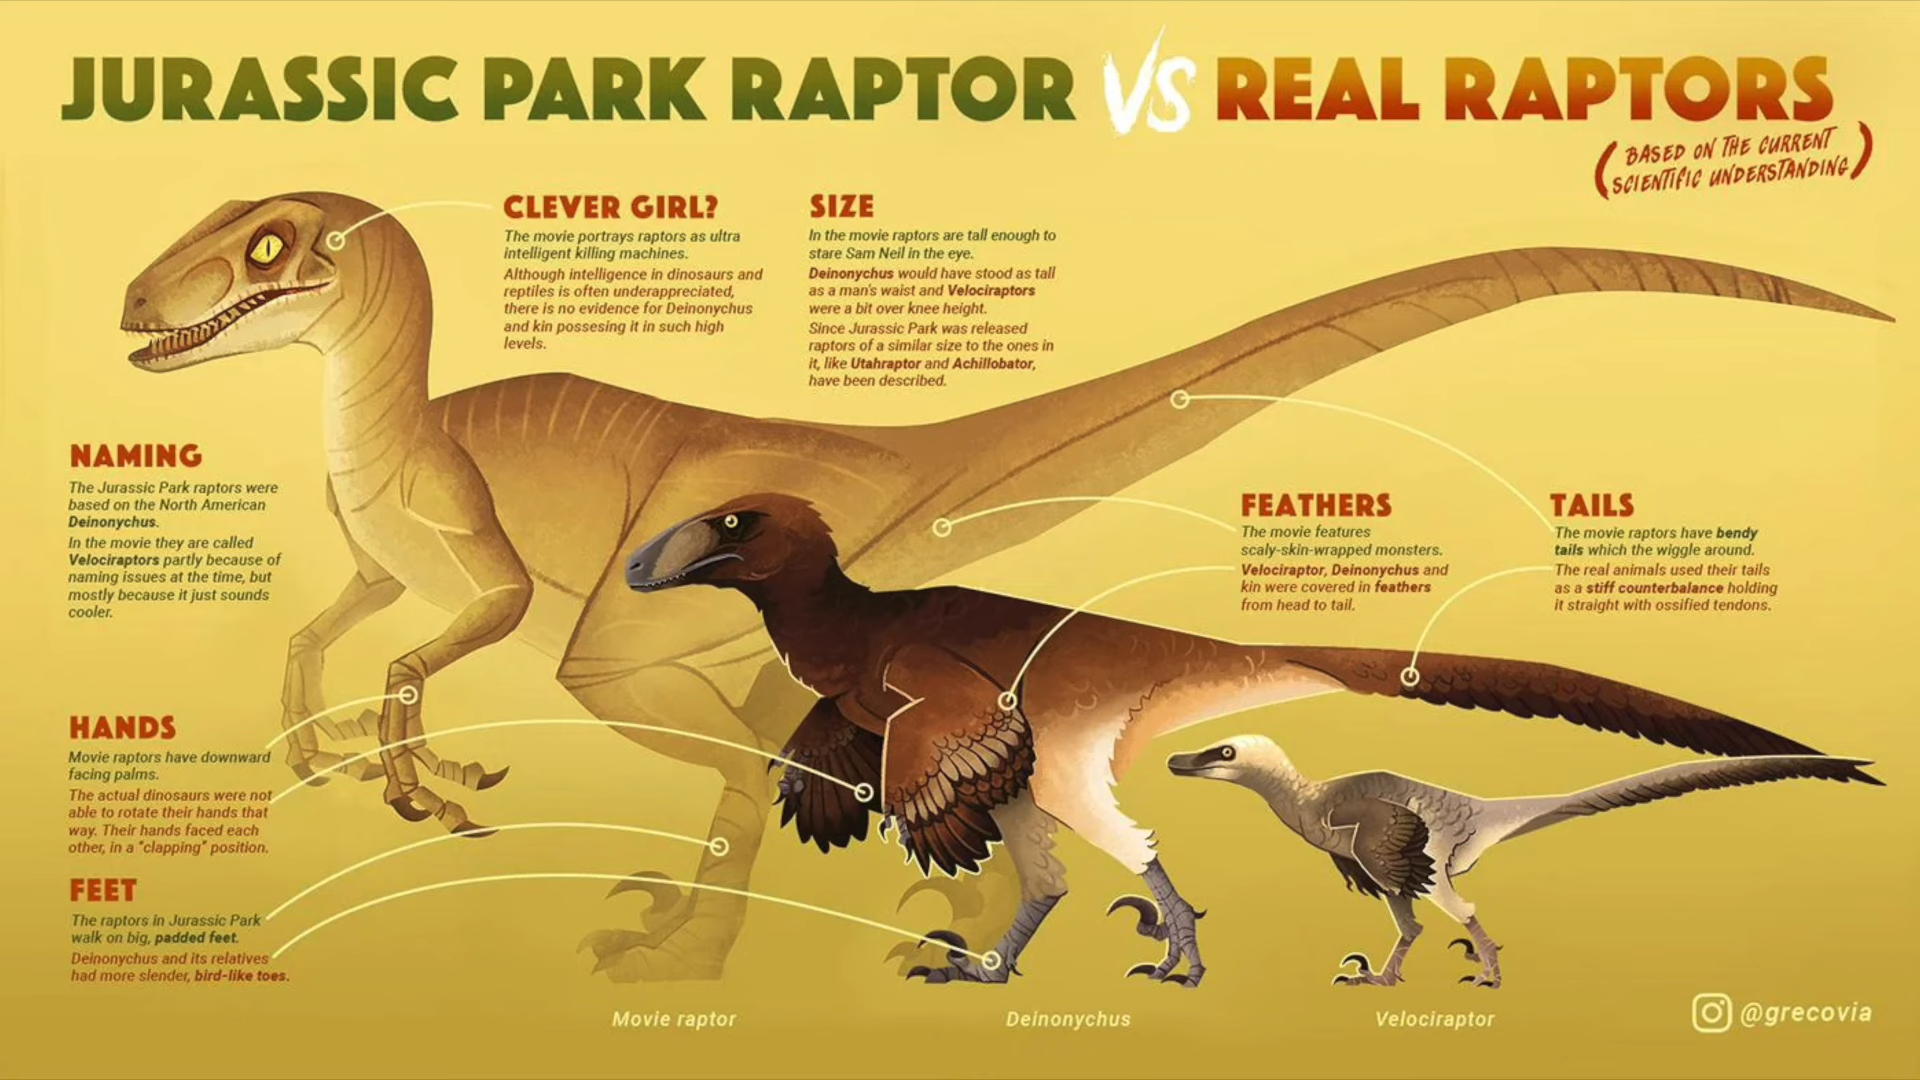 JURASSIC PARK RAPTOR VS REAL RAPTORS
(BASED ON THE CURRENT
SCIENTIFIC UNDERSTANDING)
CLEVER GIRL?
The movie portrays raptors as ultra
intelligent killing machines.
Although intelligence in dinosaurs and
reptiles is often underappreciated,
there is no evidence for Deinonychus
and kin possesing it in such high
levels.
SIZE
In the movie raptors are tall enough to
stare Sam Neil in the eye.
Deinonychus would have stood as tall
as a man's waist and Velociraptors
were a bit over knee height.
Since Jurassic Park was released
raptors of a similar size to the ones in
it, like Utahraptor and Achillobator,
have been described.
NAMING
The Jurassic Park raptors were
based on the North American
Deinonychus.
In the movie they are called
Velociraptors partly because of
naming issues at the time, but
mostly because it just sounds
cooler.
FEATHERS
The movie features
scaly-skin-wrapped monsters.
Velociraptor, Deinonychus and
kin were covered in feathers
from head to tail.
TAILS
The movie raptors have bendy
tails which the wiggle around.
The real animals used their tails
as a stiff counterbalance holding
it straight with ossified tendons.
HANDS
Movie raptors have downward
facing palms.
The actual dinosaurs were not
able to rotate their hands that
way. Their hands faced each
other, in a "clapping" position.
FEET
The raptors in Jurassic Park
walk on big, padded feet.
Deinonychus and its relatives
had more slender, bird-like toes.
Movie raptor
Deinonychus
Velociraptor
@grecovia